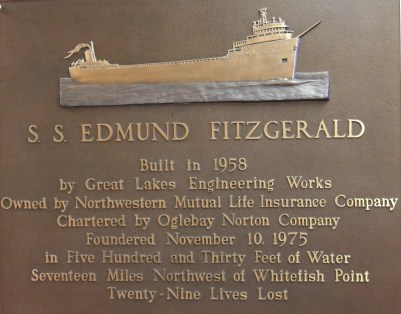 S. S. EDMUND FITZGERALD
Built in 1958
by Great Lakes Engineering Works
Owned by Northwestern Mutual Life Insurance Company
Chartered by Oglebay Norton Company
Foundered November 10, 1975
in Five Hundred and Thirty Feet of Water
Seventeen Miles Northwest of Whitefish Point
Twenty-Nine Lives Lost